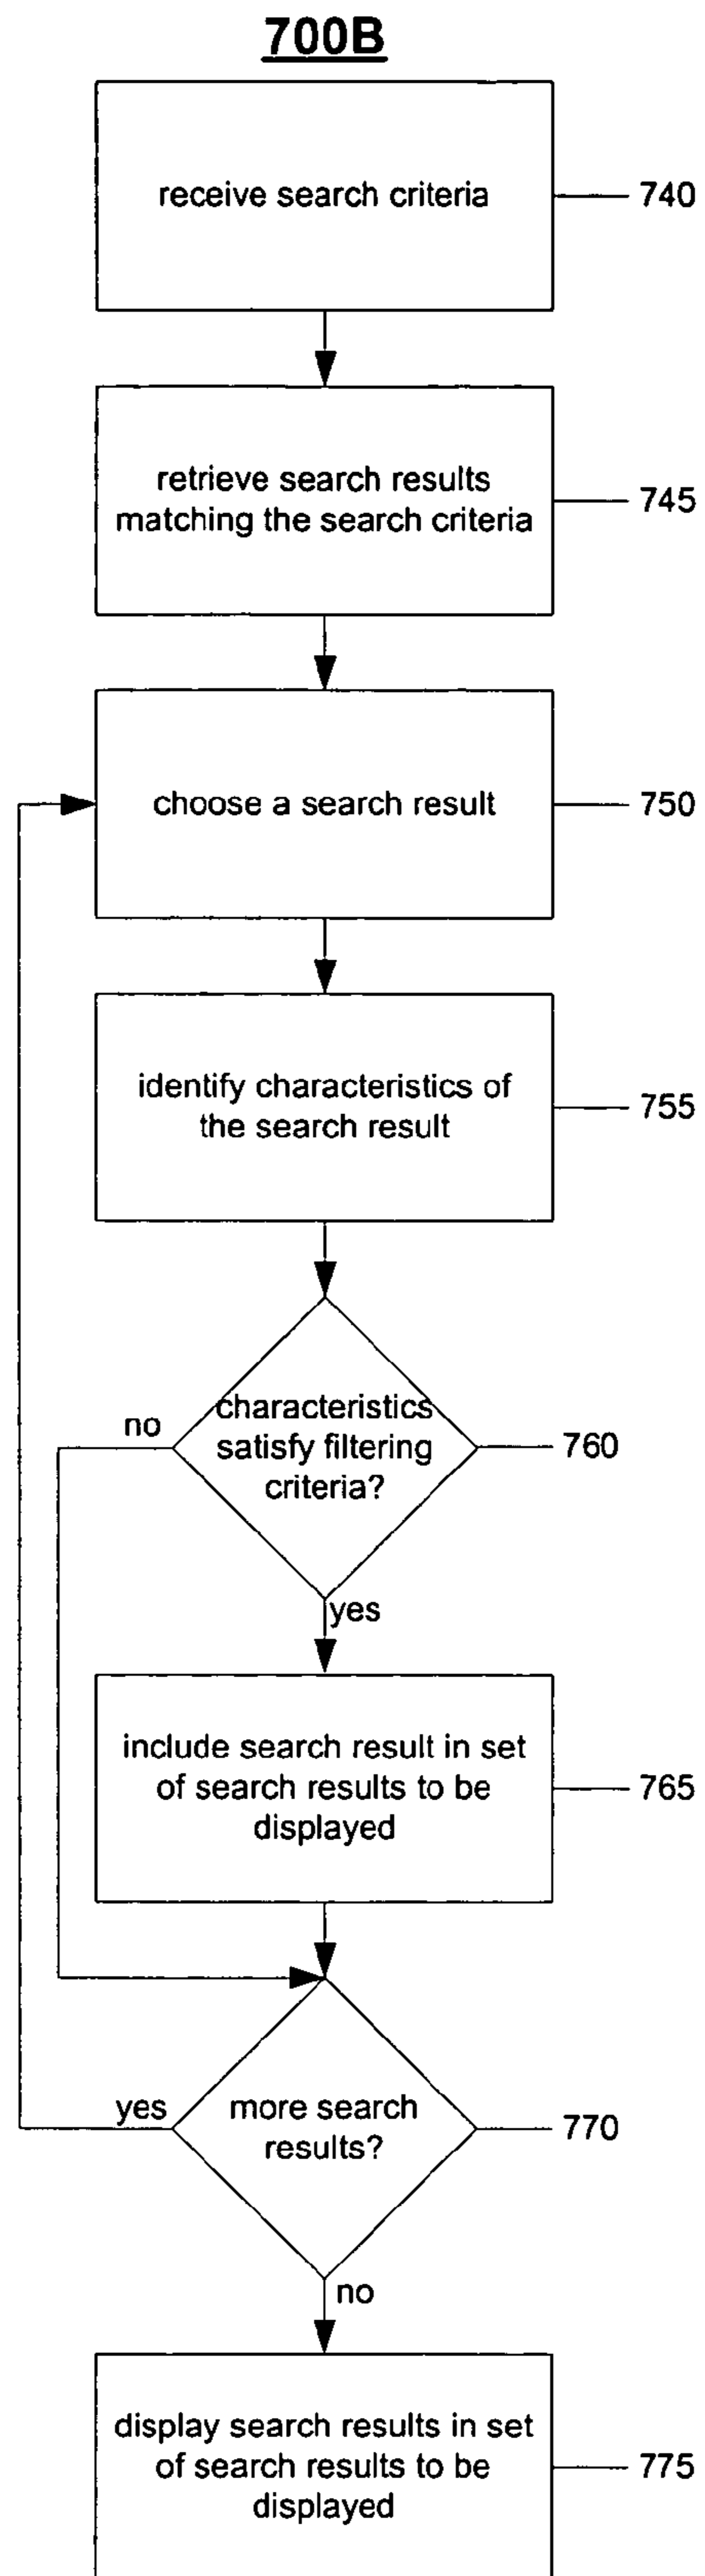 700B
receive search criteria
740
retrieve search results
matching the search criteria
745
choose a search result
750
identify characteristics of
the search result
755
characteristics
satisfy filtering
criteria?
no
760
yes
include search result in set
of search results to be
displayed
765
yes
more search
results?
770
no
display search results in set
of search results to be
displayed
775